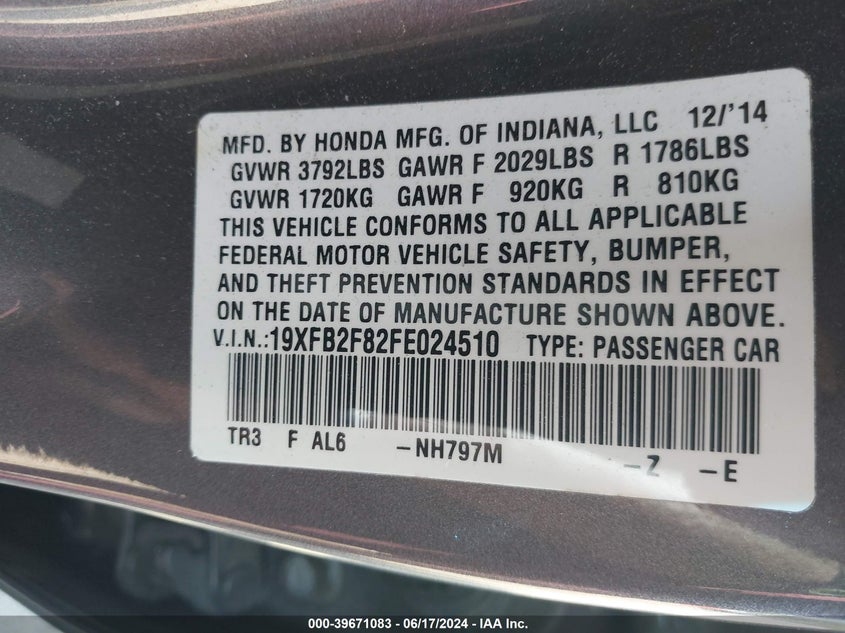 MFD. BY HONDA MFG. OF INDIANA, LLC 12/'14
GVWR 3792LBS GAWR F 2029LBS R 1786LBS
GVWR 1720KG GAWR F 920KG R 810KG
THIS VEHICLE CONFORMS TO ALL APPLICABLE
FEDERAL MOTOR VEHICLE SAFETY, BUMPER,
AND THEFT PREVENTION STANDARDS IN EFFECT
ON THE DATE OF MANUFACTURE SHOWN ABOVE.
V.I.N.:19XFB2F82FE024510 TYPE: PASSENGER CAR
TR3 F AL6 –NH797M –Z –E
000-39671083 - 06/17/2024 - IAA Inc.